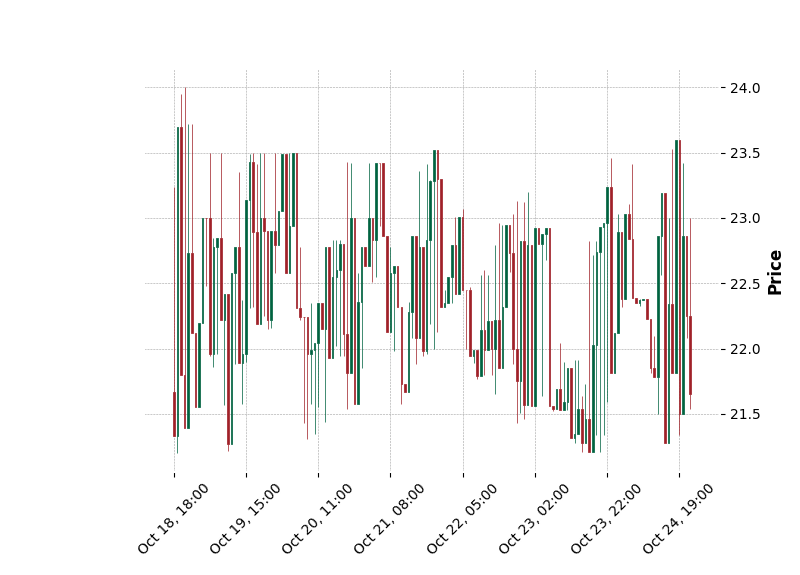 24.0
23.5
23.0
22.5
22.0
21.5
Price
Oct 18, 18:00
Oct 19, 15:00
Oct 20, 11:00
Oct 21, 08:00
Oct 22, 05:00
Oct 23, 02:00
Oct 23, 22:00
Oct 24, 19:00